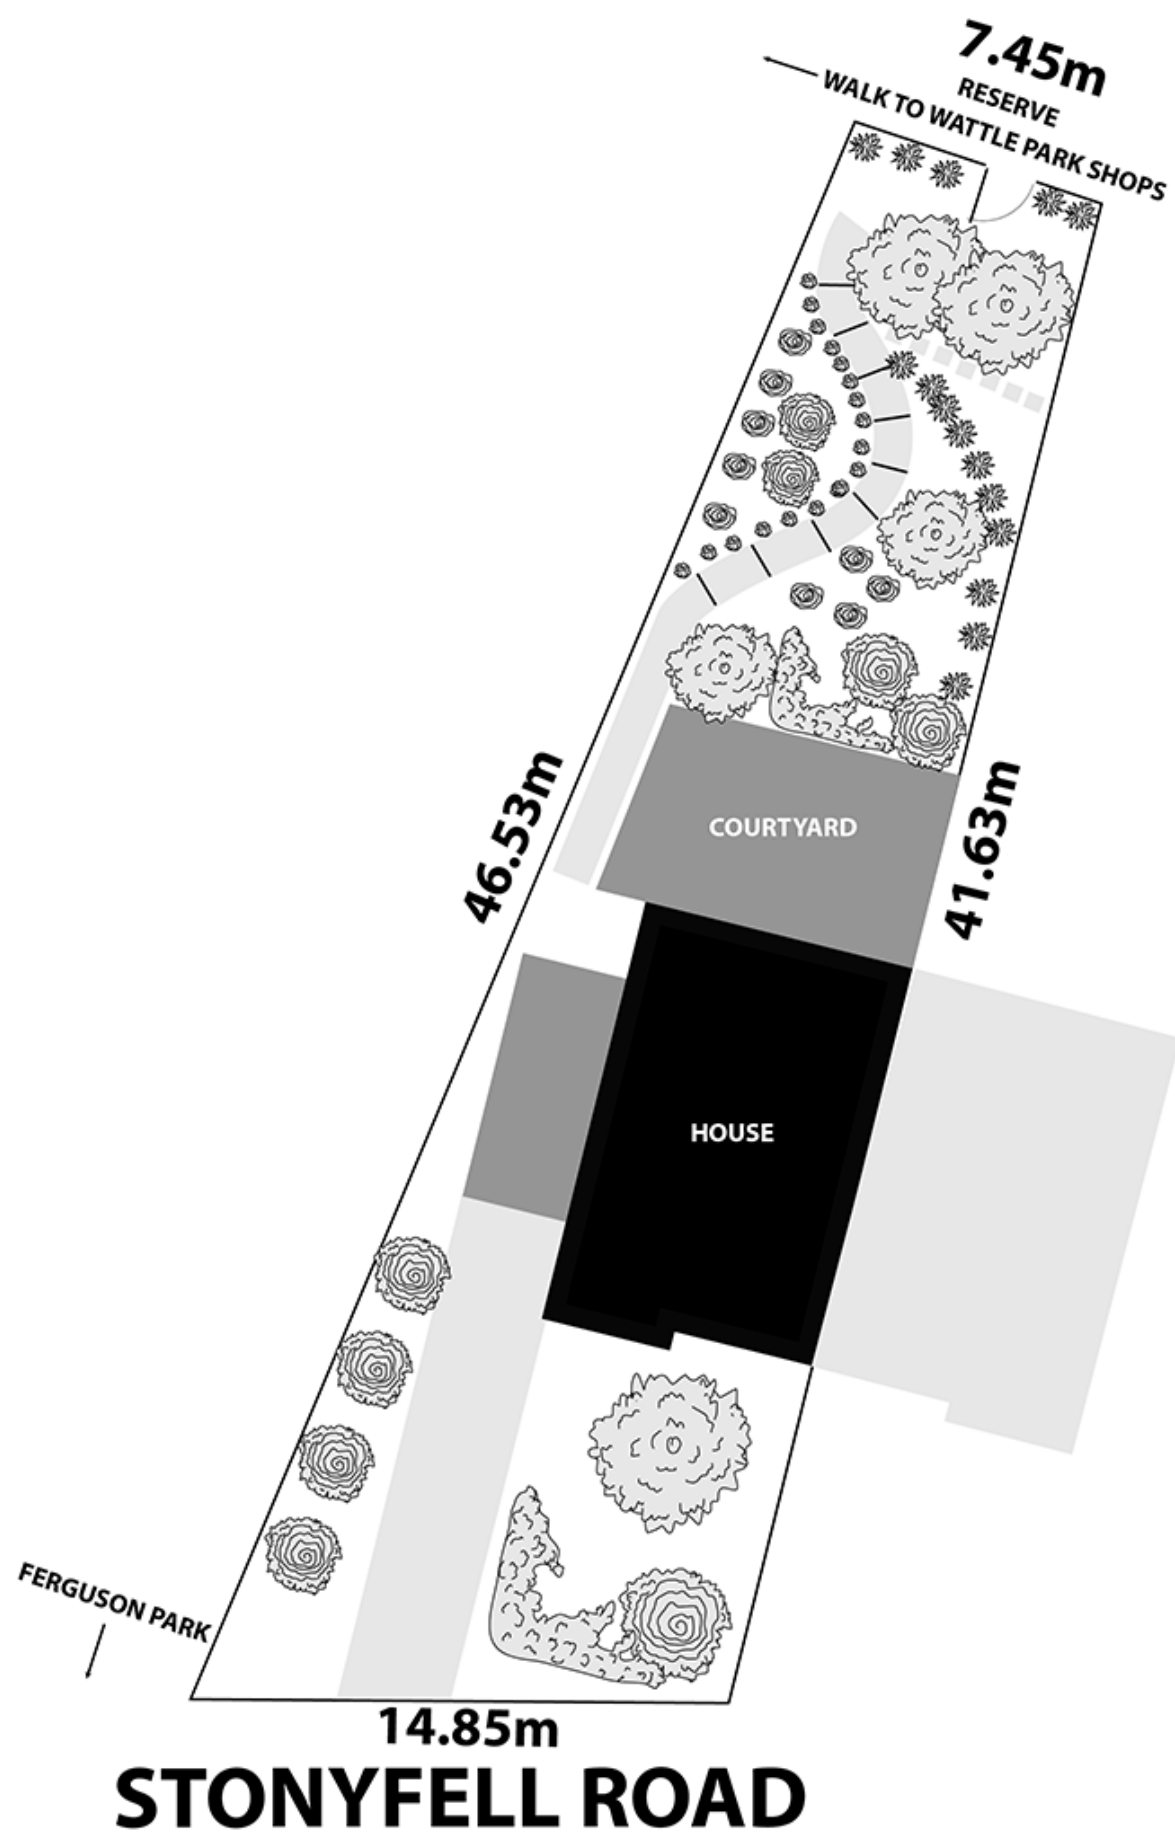 7.45m
RESERVE
WALK TO WATTLE PARK SHOPS
46.53m
COURTYARD
41.63m
HOUSE
FERGUSON PARK
14.85m
STONYFELL ROAD